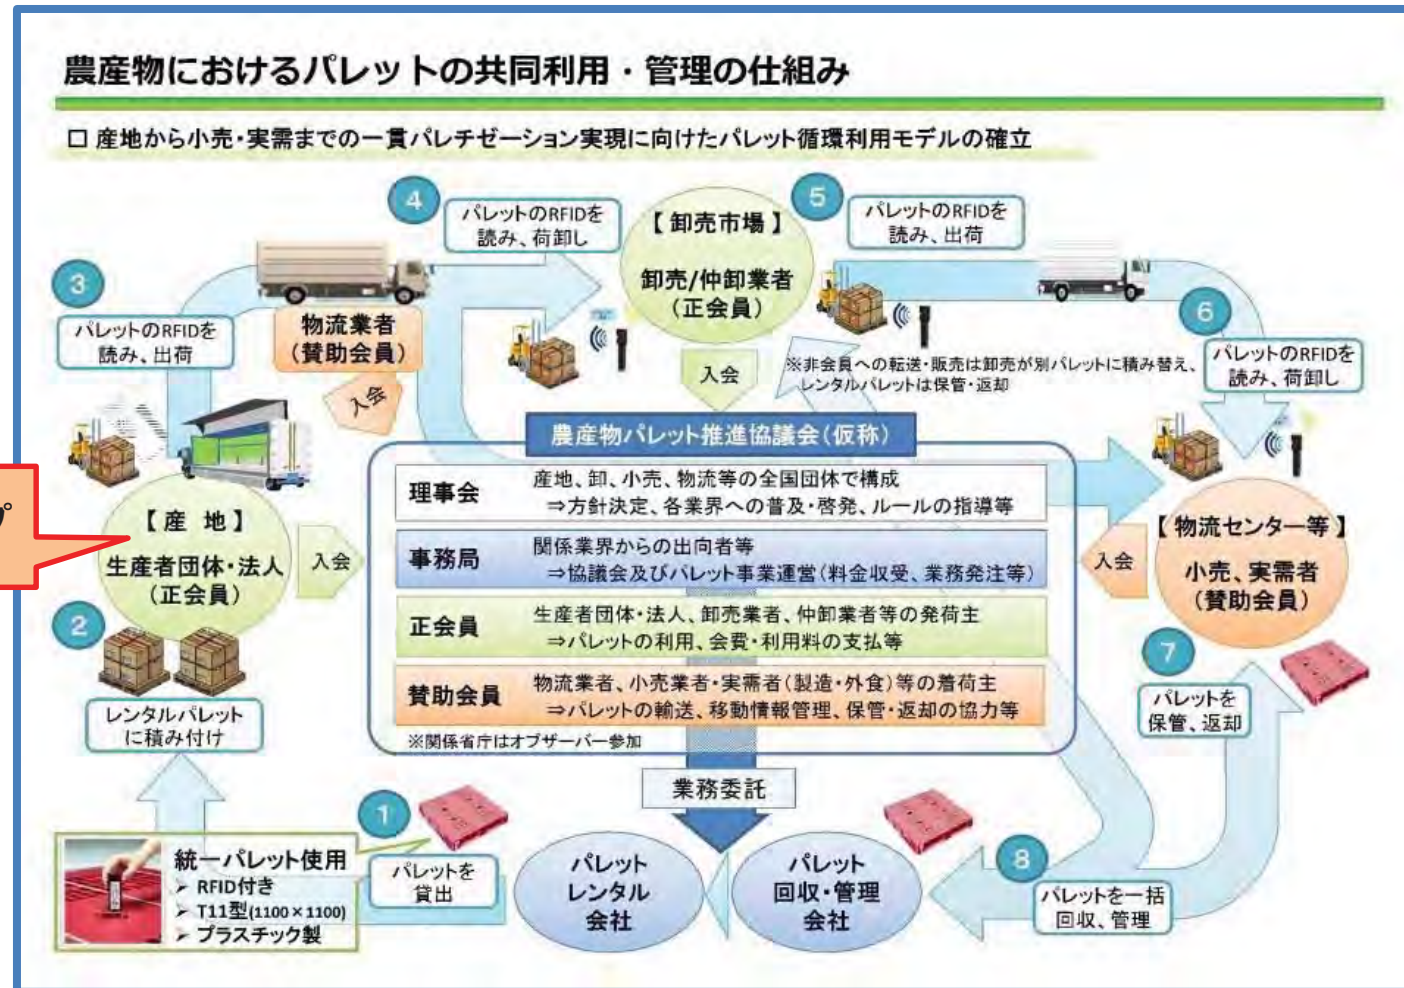 農産物におけるパレットの共同利用・管理の仕組み
□ 産地から小売・実需までの一貫パレチゼーション実現に向けたパレット循環利用モデルの確立
4
パレットのRFIDを
読み、荷卸し
【 卸売市場 】
卸売/仲卸業者
（正会員）
5
パレットのRFIDを
読み、出荷
3
パレットのRFIDを
読み、出荷
物流業者
（賛助会員）
入会
入会
※非会員への転送・販売は卸売が別パレットに積み替え、
レンタルパレットは保管・返却
6
パレットのRFIDを
読み、荷卸し
農産物パレット推進協議会（仮称）
理事会
産地、卸、小売、物流等の全国団体で構成
⇒方針決定、各業界への普及・啓発、ルールの指導等
事務局
関係業界からの出向者等
⇒協議会及びパレット事業運営（料金収受、業務発注等）
正会員
生産者団体・法人、卸売業者、仲卸業者等の発荷主
⇒パレットの利用、会費・利用料の支払等
賛助会員
物流業者、小売業者・実需者（製造・外食）等の着荷主
⇒パレットの輸送、移動情報管理、保管・返却の協力等
※関係省庁はオブザーバー参加
プ
【 産 地 】
生産者団体・法人
（正会員）
入会
入会
【 物流センター等 】
小売、実需者
（賛助会員）
2
レンタルパレット
に積み付け
7
パレットを
保管、返却
業務委託
1
パレットを
貸出
統一パレット使用
➢ RFID付き
➢ T11型(1100×1100)
➢ プラスチック製
パレット
レンタル
会社
パレット
回収・管理
会社
8
パレットを一括
回収、管理